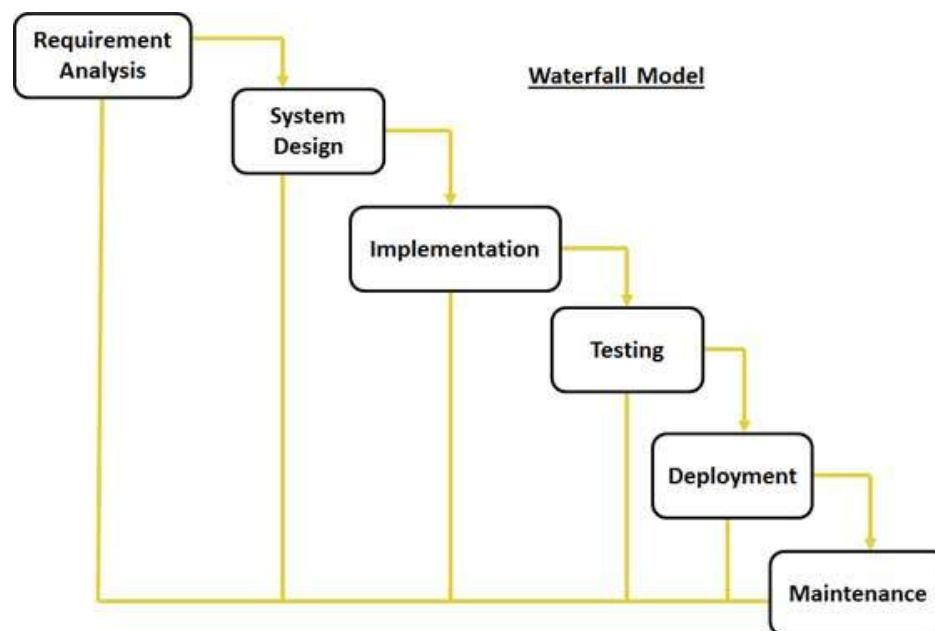 Requirement
Analysis
Waterfall Model
System
Design
Implementation
Testing
Deployment
Maintenance